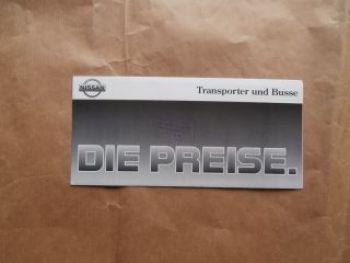 NISSAN
Transporter und Busse
DIE PREISE.